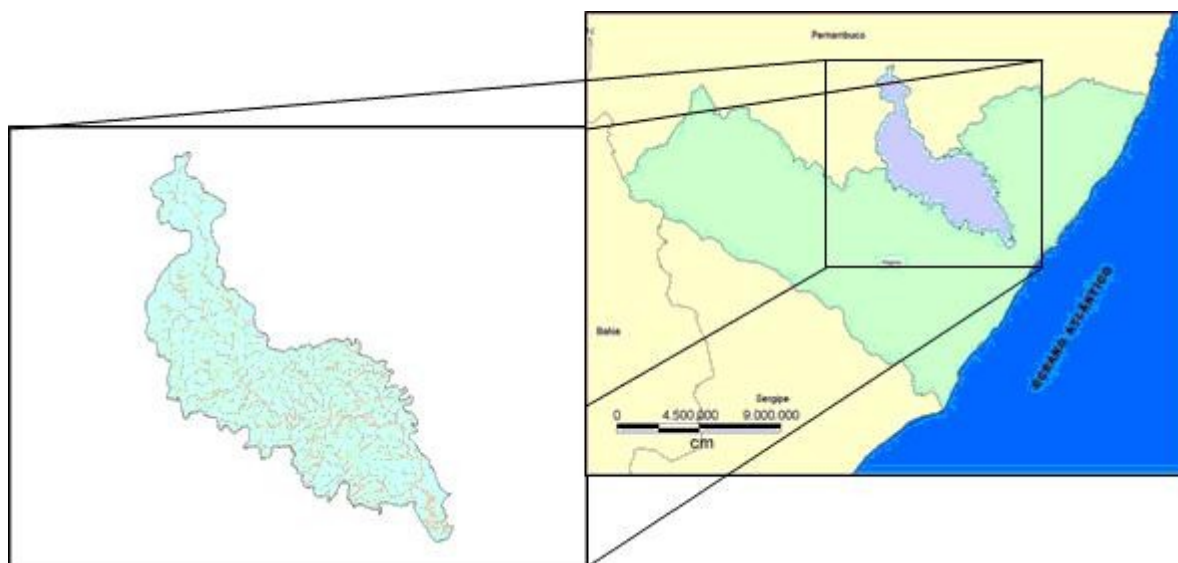 Pernambuco
Bahia
OCEANO ATLÂNTICO
Sergipe
0 4.500.000 9.000.000
cm